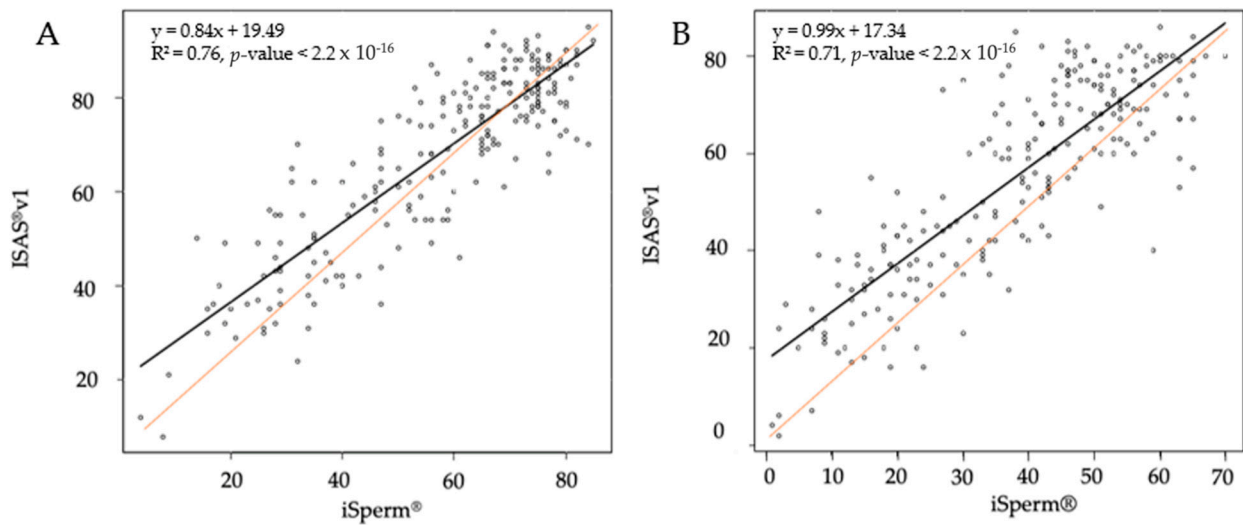 A
y = 0.84x + 19.49
R² = 0.76, p-value < 2.2 x 10⁻¹⁶
ISAS®v1
80
60
40
20
20 40 60 80
iSperm®
B
y = 0.99x + 17.34
R² = 0.71, p-value < 2.2 x 10⁻¹⁶
ISAS®v1
80
60
40
20
0
0 10 20 30 40 50 60 70
iSperm®